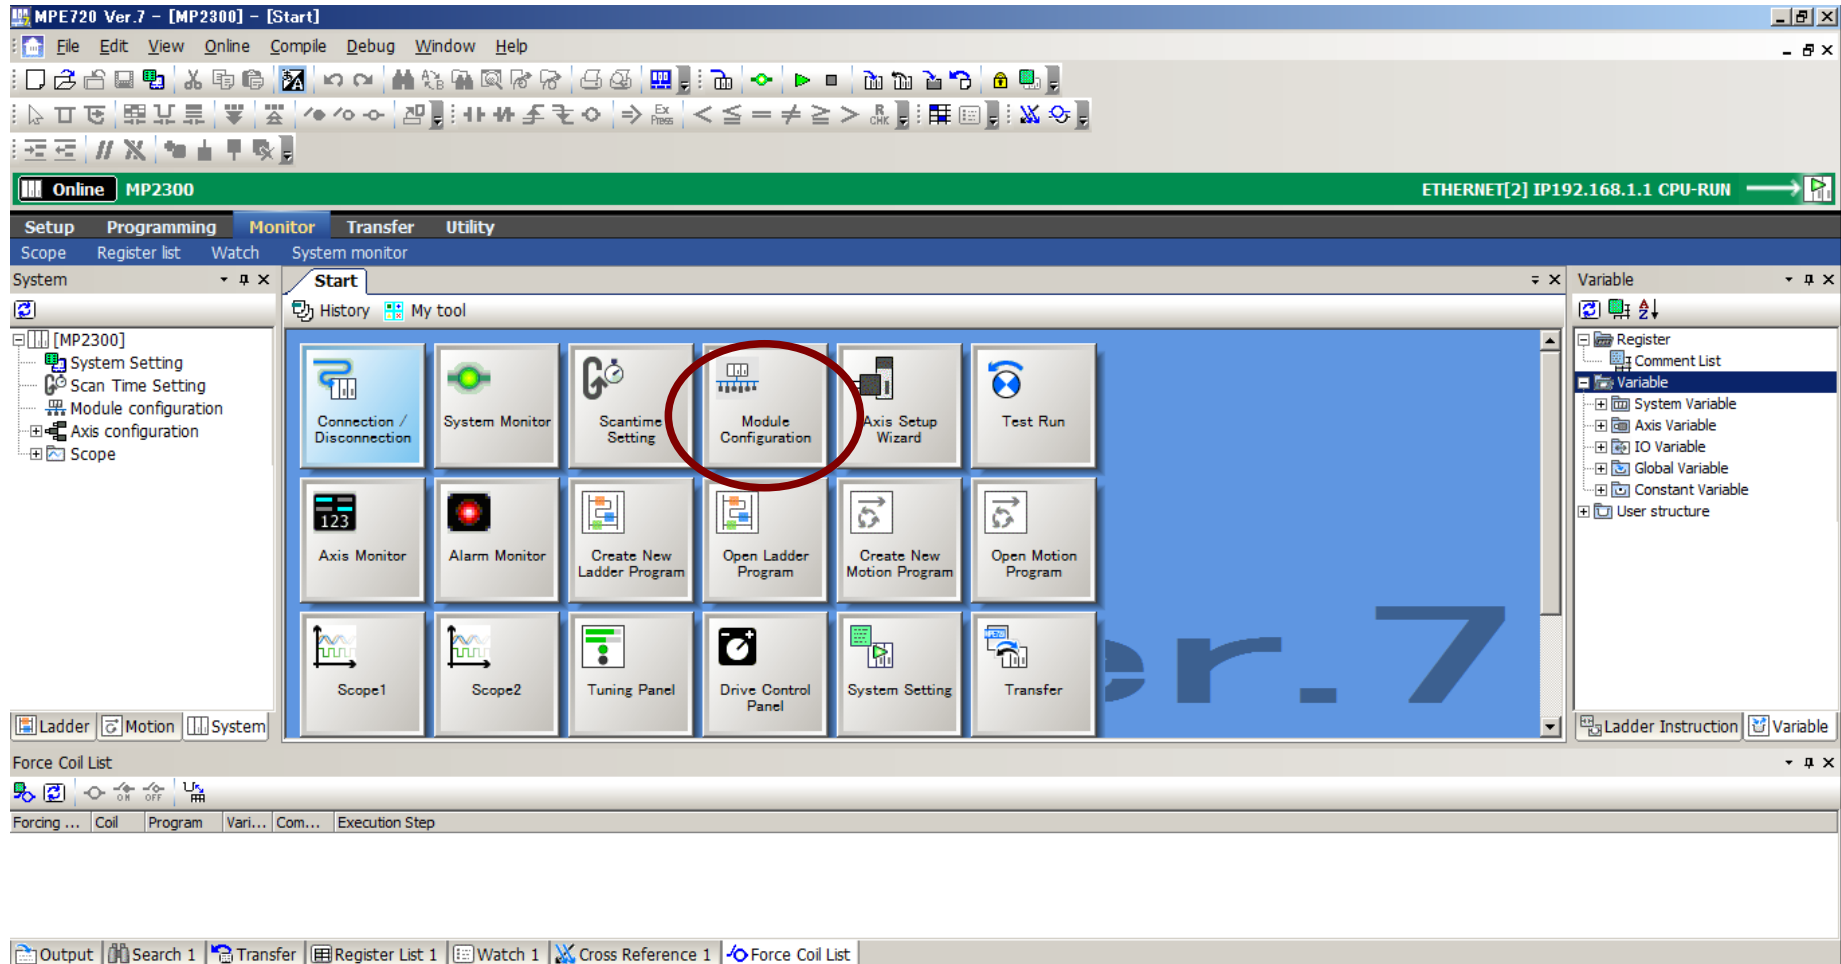 MPE720 Ver.7 - [MP2300] - [Start]
File Edit View Online Compile Debug Window Help
Ex
Press
R
CHK
Online MP2300 ETHERNET[2] IP192.168.1.1 CPU-RUN
Setup Programming Monitor Transfer Utility
Scope Register list Watch System monitor
System
[MP2300]
System Setting
Scan Time Setting
Module configuration
Axis configuration
Scope
Ladder Motion System
Start
History My tool
Connection / Disconnection
System Monitor
Scantime Setting
Module Configuration
Axis Setup Wizard
Test Run
123
Axis Monitor
Alarm Monitor
Create New Ladder Program
Open Ladder Program
Create New Motion Program
Open Motion Program
Scope1
Scope2
Tuning Panel
Drive Control Panel
System Setting
Transfer
er.7
Variable
Register
Comment List
Variable
System Variable
Axis Variable
IO Variable
Global Variable
Constant Variable
User structure
Ladder Instruction Variable
Force Coil List
ON OFF
Forcing ... Coil Program Vari... Com... Execution Step
Output Search 1 Transfer Register List 1 Watch 1 Cross Reference 1 Force Coil List